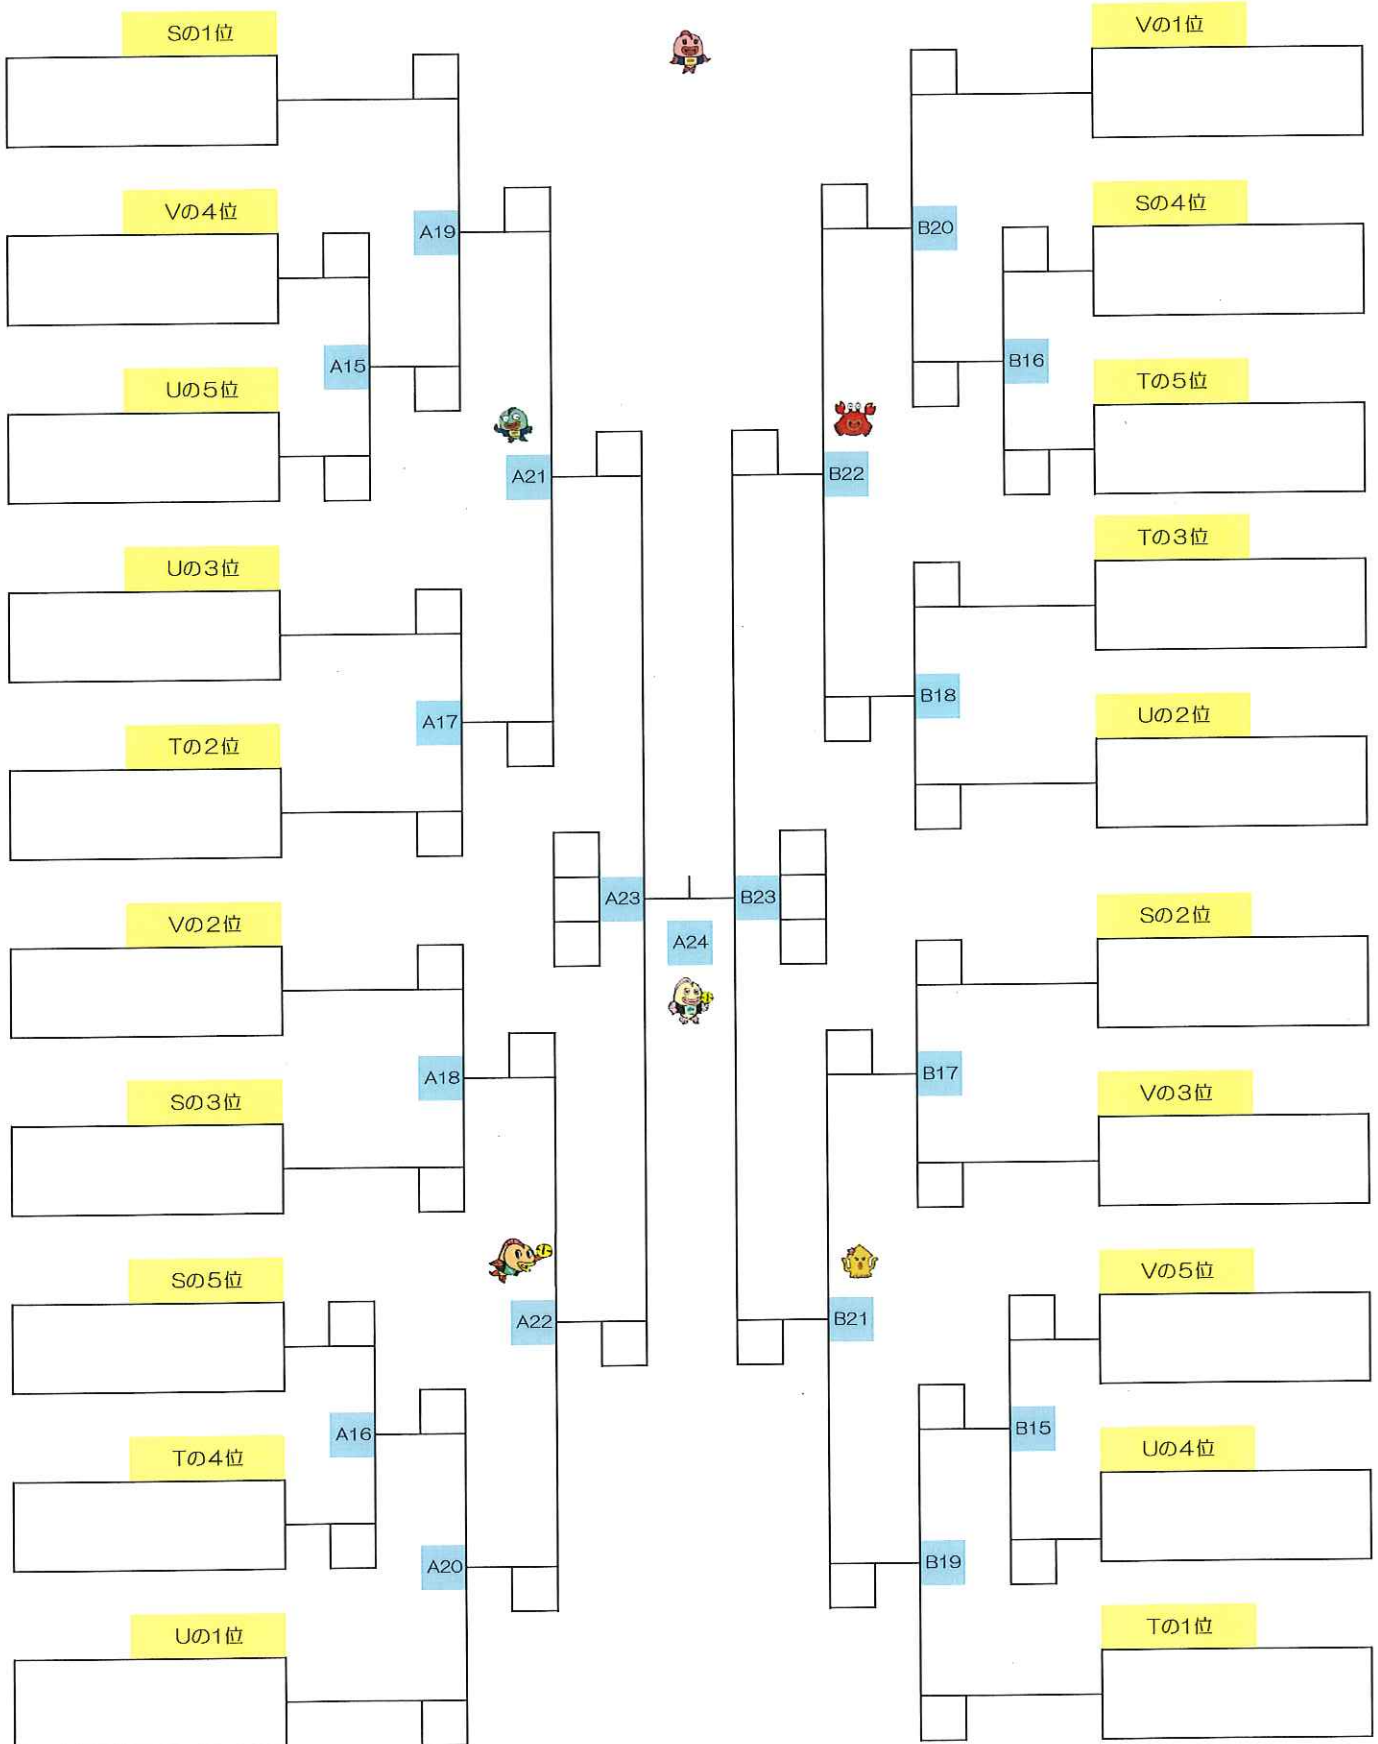 Sの1位
Vの4位
A19
A15
Uの5位
A21
Uの3位
A17
Tの2位
A23
Vの2位
A18
Sの3位
Sの5位
A22
A16
Tの4位
A20
Uの1位
A24
Vの1位
Sの4位
B20
B16
Tの5位
B22
Tの3位
B18
Uの2位
B23
Sの2位
B17
Vの3位
Vの5位
B21
B15
Uの4位
B19
Tの1位